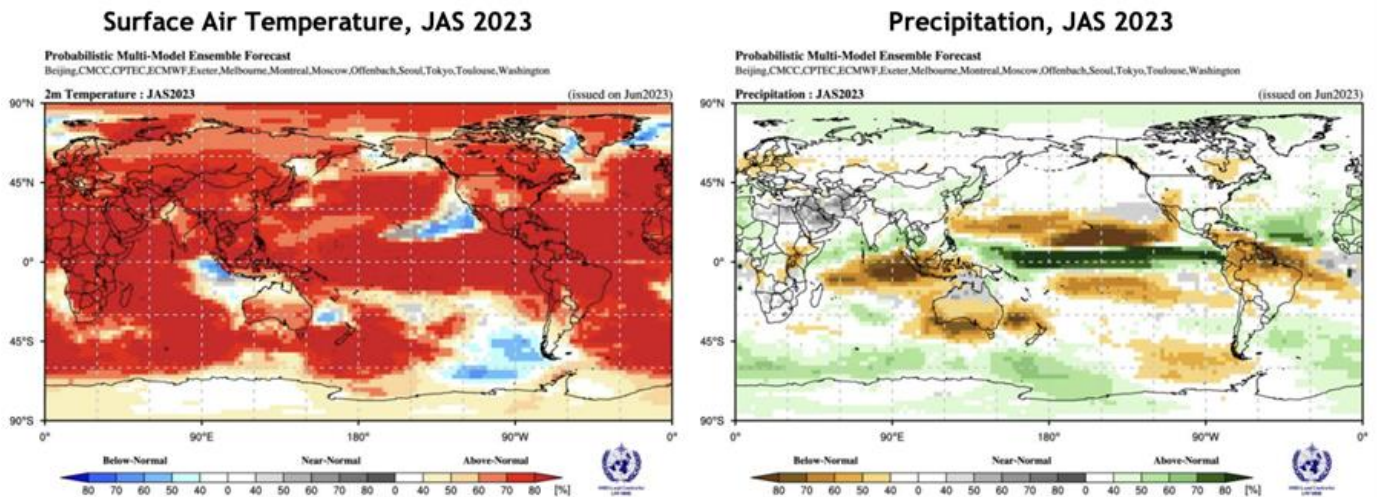 Surface Air Temperature, JAS 2023
Probabilistic Multi-Model Ensemble Forecast
Beijing,CMCC,CPTEC,ECMWF,Exeter,Melbourne,Montreal,Moscow,Offenbach,Seoul,Tokyo,Toulouse,Washington
2m Temperature : JAS2023 (issued on Jun2023)
90°N
45°N
0°
45°S
90°S
0° 90°E 180° 90°W 0°
Below-Normal Near-Normal Above-Normal
80 70 60 50 40 0 40 50 60 70 80 0 40 50 60 70 80 [%]
Precipitation, JAS 2023
Probabilistic Multi-Model Ensemble Forecast
Beijing,CMCC,CPTEC,ECMWF,Exeter,Melbourne,Montreal,Moscow,Offenbach,Seoul,Tokyo,Toulouse,Washington
Precipitation : JAS2023 (issued on Jun2023)
90°N
45°N
0°
45°S
90°S
0° 90°E 180° 90°W 0°
Below-Normal Near-Normal Above-Normal
80 70 60 50 40 0 40 50 60 70 80 0 40 50 60 70 80 [%]